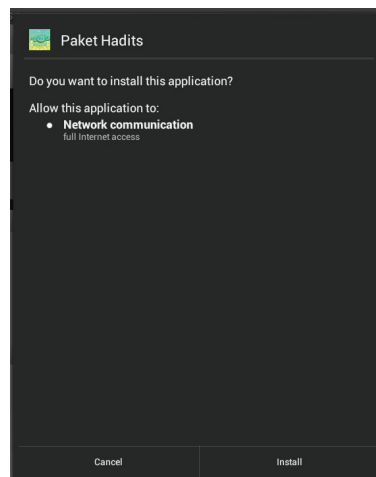 Paket Hadits
Do you want to install this application?
Allow this application to:
● Network communication
full Internet access
Cancel
Install